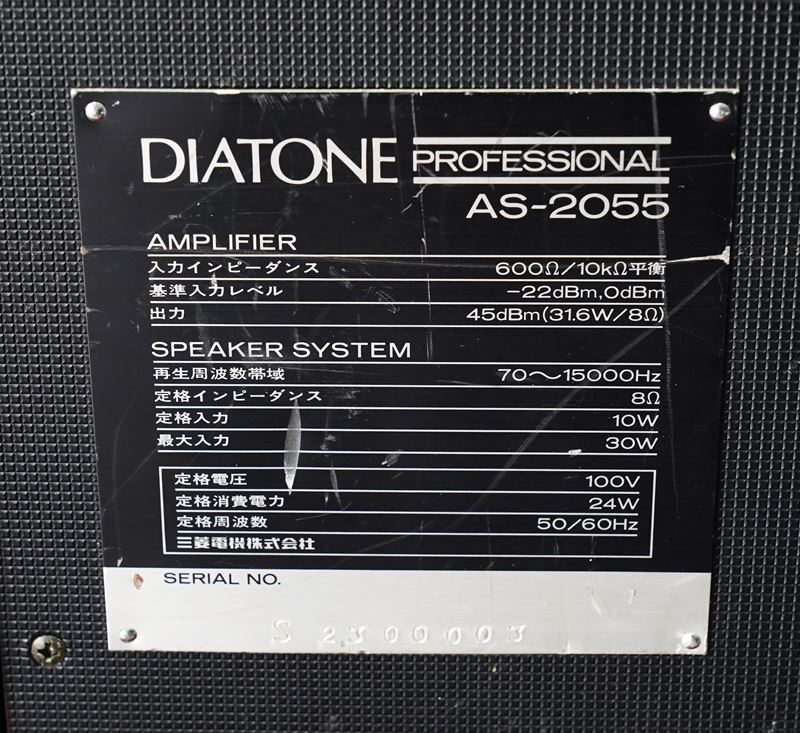 DIATONE PROFESSIONAL
AS-2055
AMPLIFIER
入力インピーダンス 600Ω/10kΩ平衡
基準入力レベル -22dBm,0dBm
出力 45dBm(31.6W/8Ω)
SPEAKER SYSTEM
再生周波数帯域 70〜15000Hz
定格インピーダンス 8Ω
定格入力 10W
最大入力 30W
定格電圧 100V
定格消費電力 24W
定格周波数 50/60Hz
三菱電機株式会社
SERIAL NO.
S 2300003